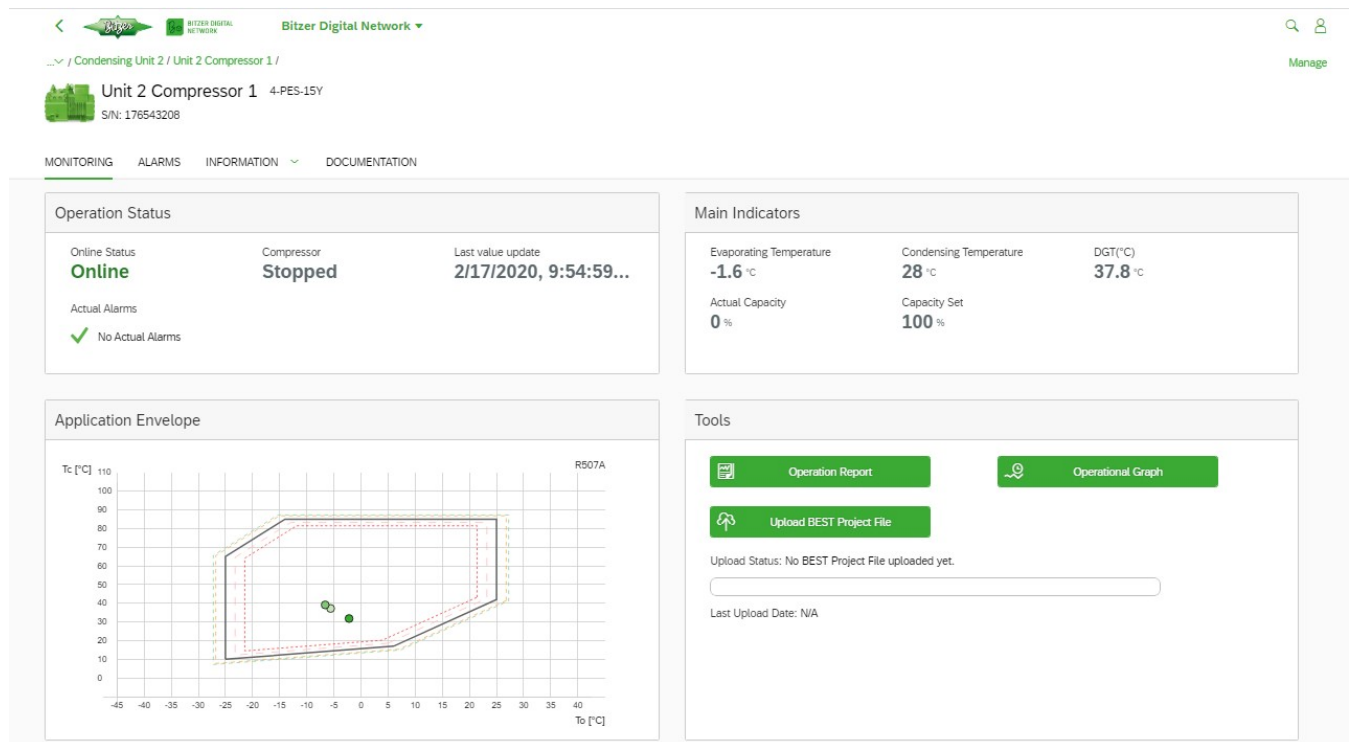 Bitzer
BITZER DIGITAL NETWORK
Bitzer Digital Network
... / Condensing Unit 2 / Unit 2 Compressor 1 /
Manage
Unit 2 Compressor 1 4-PES-15Y
S/N: 176543208
MONITORING ALARMS INFORMATION DOCUMENTATION
Operation Status
Online Status Compressor Last value update
Online Stopped 2/17/2020, 9:54:59...
Actual Alarms
No Actual Alarms
Main Indicators
Evaporating Temperature Condensing Temperature DGT(°C)
-1.6 °C 28 °C 37.8 °C
Actual Capacity Capacity Set
0 % 100 %
Application Envelope
Tc [°C] 110 R507A
100
90
80
70
60
50
40
30
20
10
0
-45 -40 -35 -30 -25 -20 -15 -10 -5 0 5 10 15 20 25 30 35 40
To [°C]
Tools
Operation Report Operational Graph
Upload BEST Project File
Upload Status: No BEST Project File uploaded yet.
Last Upload Date: N/A